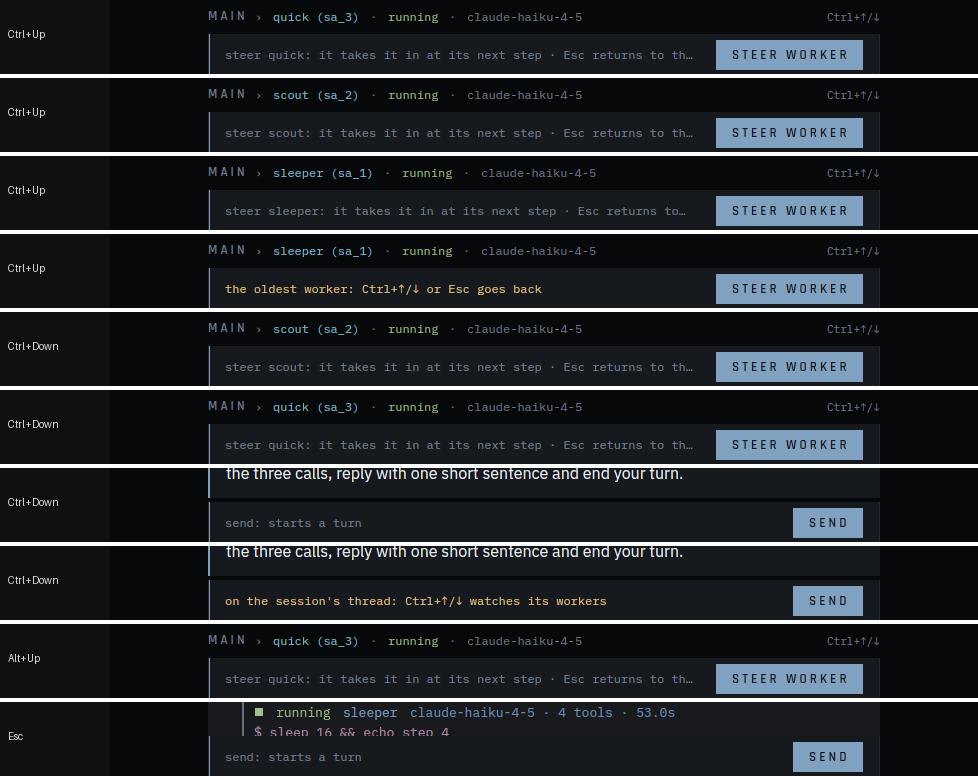 Ctrl+Up
MAIN › quick (sa_3) · running · claude-haiku-4-5 Ctrl+↑/↓
steer quick: it takes it in at its next step · Esc returns to th… STEER WORKER
Ctrl+Up
MAIN › scout (sa_2) · running · claude-haiku-4-5 Ctrl+↑/↓
steer scout: it takes it in at its next step · Esc returns to th… STEER WORKER
Ctrl+Up
MAIN › sleeper (sa_1) · running · claude-haiku-4-5 Ctrl+↑/↓
steer sleeper: it takes it in at its next step · Esc returns to… STEER WORKER
Ctrl+Up
MAIN › sleeper (sa_1) · running · claude-haiku-4-5 Ctrl+↑/↓
the oldest worker: Ctrl+↑/↓ or Esc goes back STEER WORKER
Ctrl+Down
MAIN › scout (sa_2) · running · claude-haiku-4-5 Ctrl+↑/↓
steer scout: it takes it in at its next step · Esc returns to th… STEER WORKER
Ctrl+Down
MAIN › quick (sa_3) · running · claude-haiku-4-5 Ctrl+↑/↓
steer quick: it takes it in at its next step · Esc returns to th… STEER WORKER
Ctrl+Down
the three calls, reply with one short sentence and end your turn.
send: starts a turn SEND
Ctrl+Down
the three calls, reply with one short sentence and end your turn.
on the session's thread: Ctrl+↑/↓ watches its workers SEND
Alt+Up
MAIN › quick (sa_3) · running · claude-haiku-4-5 Ctrl+↑/↓
steer quick: it takes it in at its next step · Esc returns to th… STEER WORKER
Esc
running sleeper claude-haiku-4-5 · 4 tools · 53.0s
$ sleep 16 && echo step 4
send: starts a turn SEND